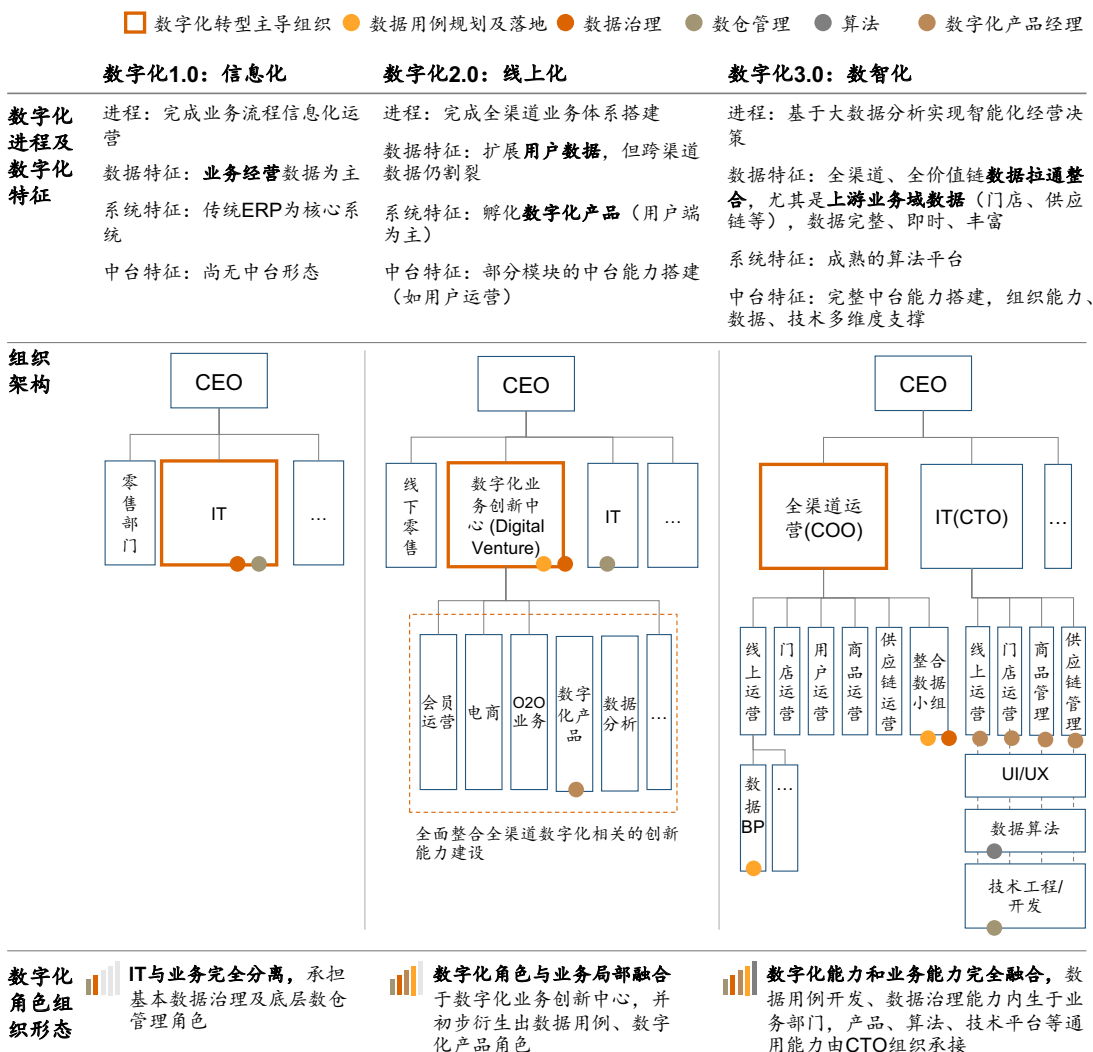 数字化转型主导组织 数据用例规划及落地 数据治理 数仓管理 算法 数字化产品经理
数字化1.0：信息化
数字化2.0：线上化
数字化3.0：数智化
数字化
进程及
数字化
特征
进程：完成业务流程信息化运
营
数据特征：业务经营数据为主
系统特征：传统ERP为核心系
统
中台特征：尚无中台形态
进程：完成全渠道业务体系搭建
数据特征：扩展用户数据，但跨渠道
数据仍割裂
系统特征：孵化数字化产品（用户端
为主）
中台特征：部分模块的中台能力搭建
（如用户运营）
进程：基于大数据分析实现智能化经营决
策
数据特征：全渠道、全价值链数据拉通整
合，尤其是上游业务域数据（门店、供应
链等），数据完整、即时、丰富
系统特征：成熟的算法平台
中台特征：完整中台能力搭建，组织能力、
数据、技术多维度支撑
组织
架构
CEO
零
售
部
门
IT
…
CEO
线
下
零
售
数字化业
务创新中
心 (Digital
Venture)
IT
…
会员
运营
电商
O2O
业务
数字
化产
品
数据
分析
…
全面整合全渠道数字化相关的创新
能力建设
CEO
全渠道运
营(COO)
IT(CTO)
…
线
上
运
营
门
店
运
营
用
户
运
营
商
品
运
营
供
应
链
运
营
整合
数据
小组
线
上
运
营
门
店
运
营
商
品
管
理
供
应
链
管
理
数
据
BP
…
UI/UX
数据算法
技术工程/
开发
数字化
角色组
织形态
IT与业务完全分离，承担
基本数据治理及底层数仓
管理角色
数字化角色与业务局部融合
于数字化业务创新中心，并
初步衍生出数据用例、数字
化产品角色
数字化能力和业务能力完全融合，数
据用例开发、数据治理能力内生于业
务部门，产品、算法、技术平台等通
用能力由CTO组织承接